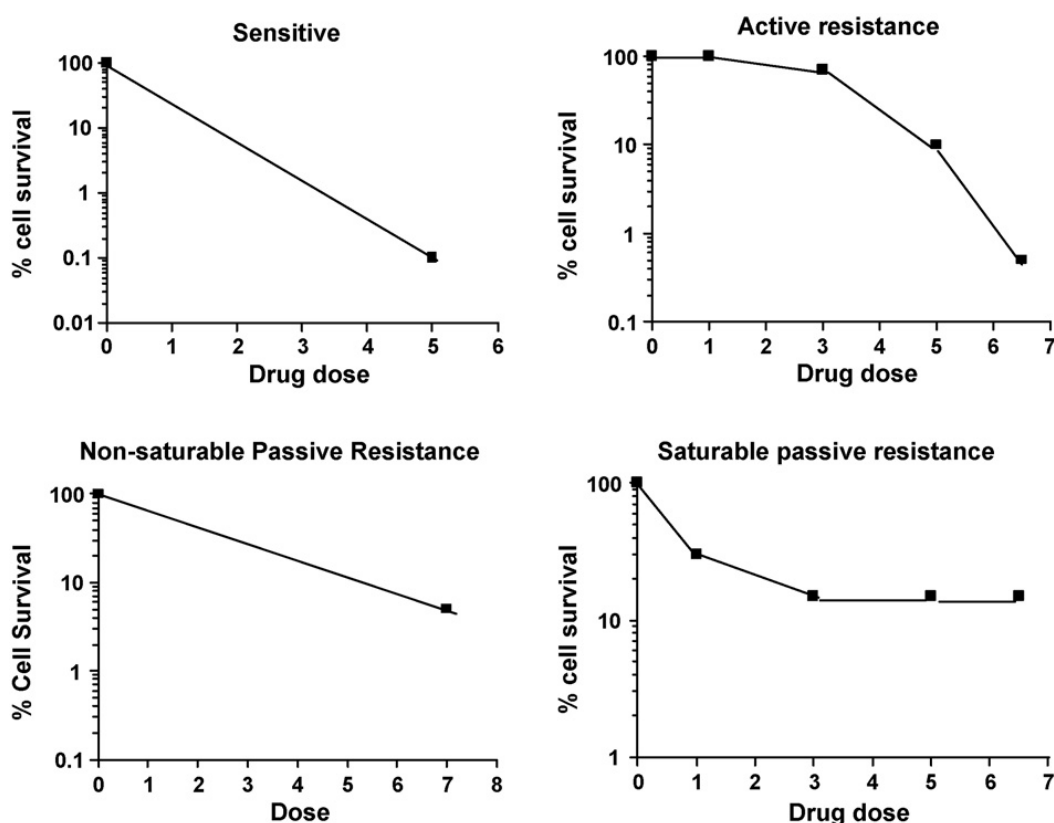 Sensitive
% cell survival
100
10
1
0.1
0.01
0 1 2 3 4 5 6
Drug dose
Active resistance
% cell survival
100
10
1
0.1
0 1 2 3 4 5 6 7
Drug dose
Non-saturable Passive Resistance
% Cell Survival
100
10
1
0.1
0 1 2 3 4 5 6 7 8
Dose
Saturable passive resistance
% cell survival
100
10
1
0 1 2 3 5 6 7
Drug dose